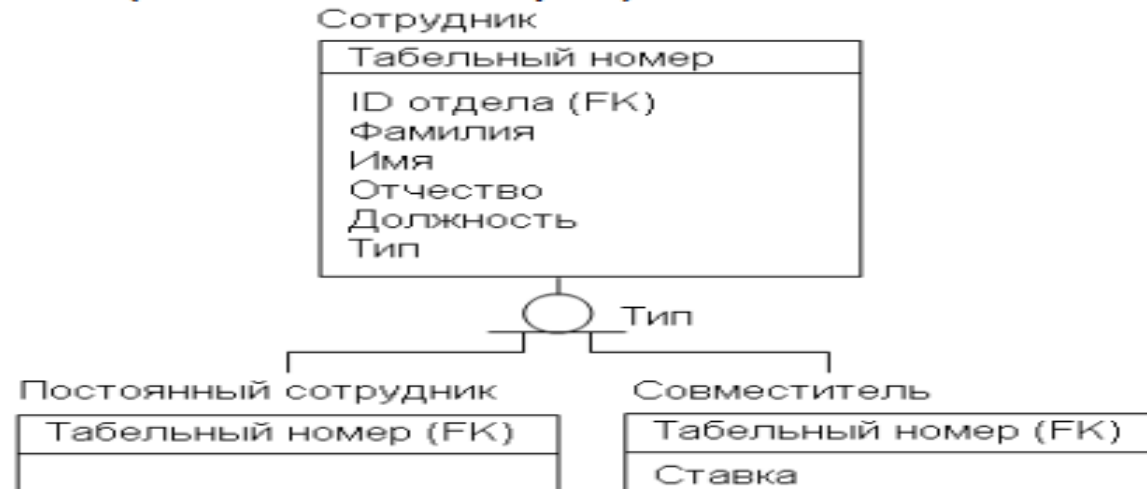 Сотрудник
Табельный номер
ID отдела (FK)
Фамилия
Имя
Отчество
Должность
Тип
Тип
Постоянный сотрудник
Табельный номер (FK)
Совместитель
Табельный номер (FK)
Ставка